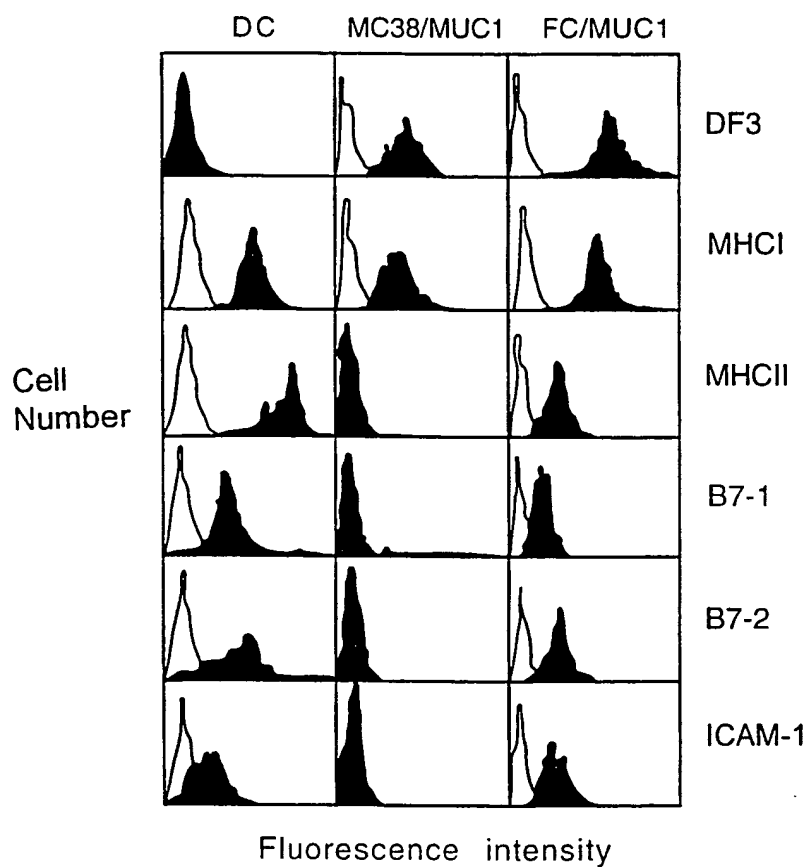 DC MC38/MUC1 FC/MUC1
DF3
MHCI
MHCII
Cell
Number
B7-1
B7-2
ICAM-1
Fluorescence intensity